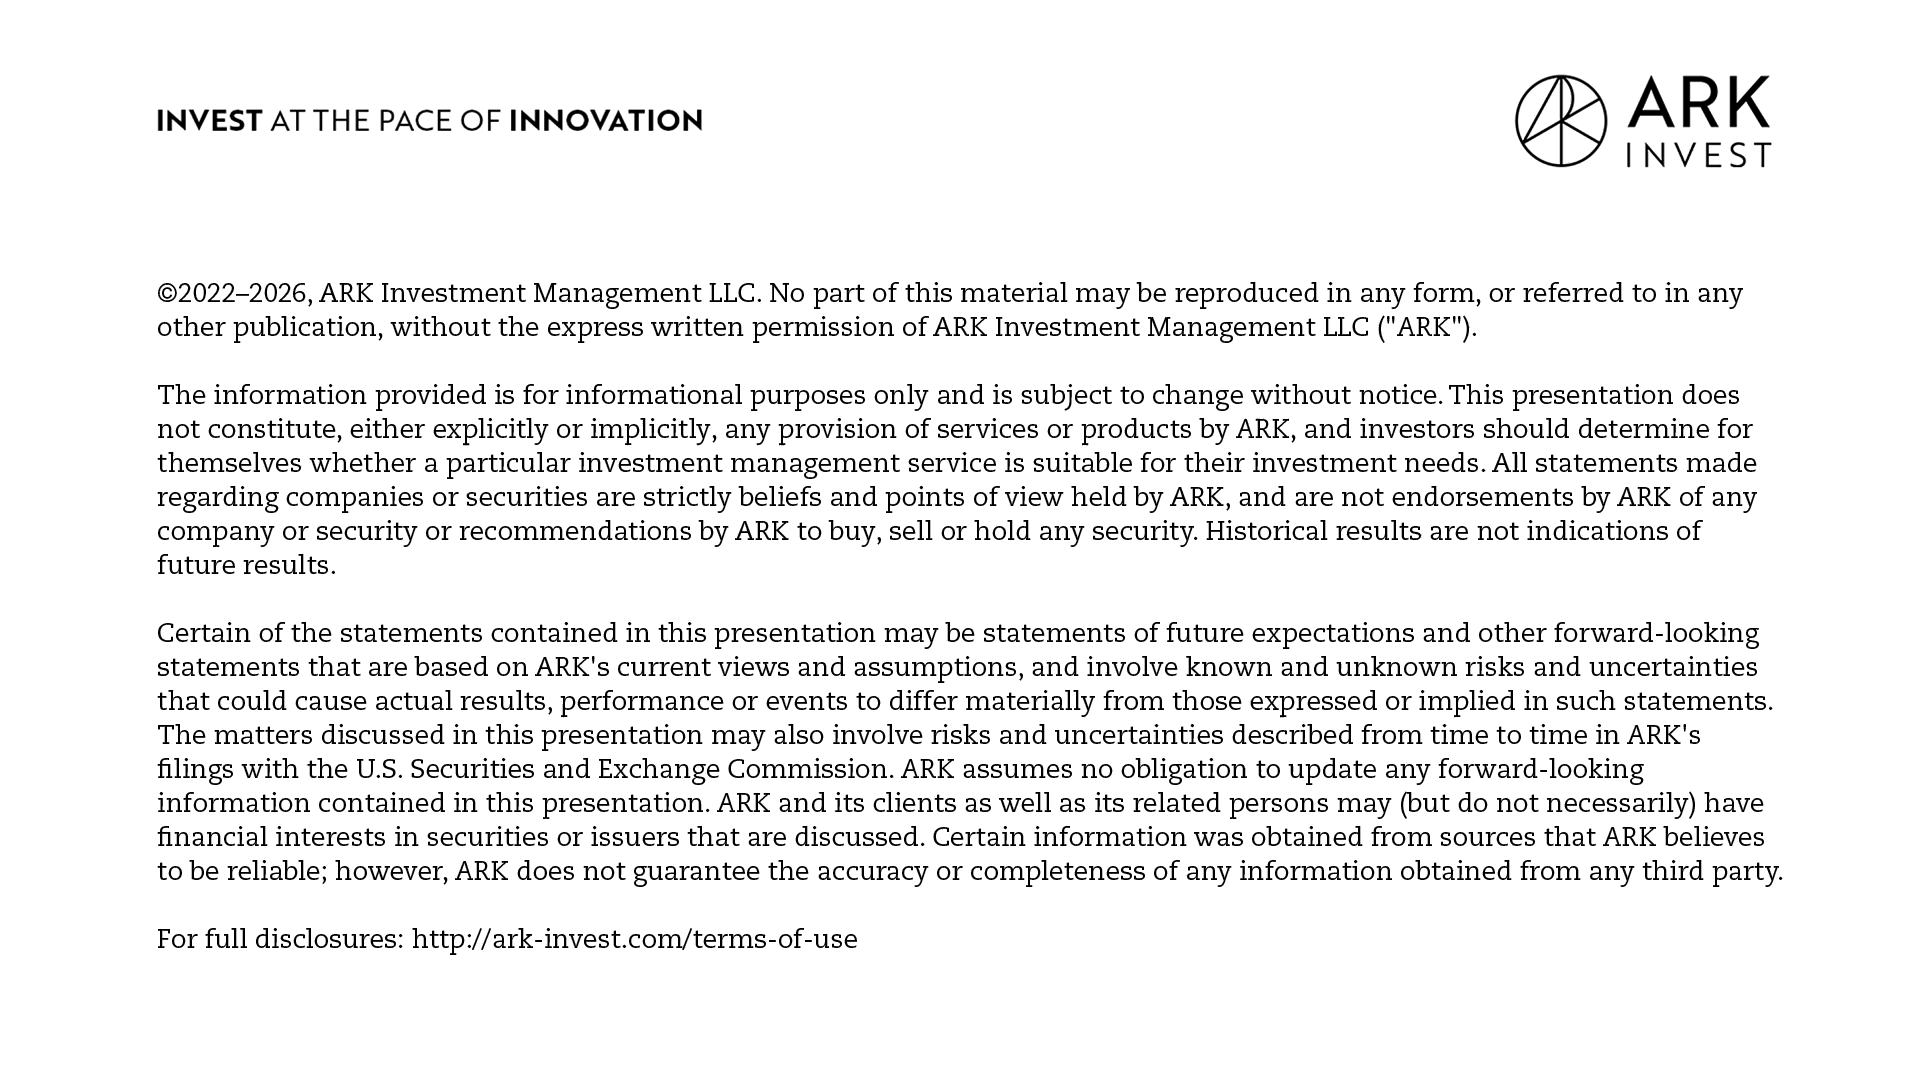 INVEST AT THE PACE OF INNOVATION
ARK
INVEST
©2022–2026, ARK Investment Management LLC. No part of this material may be reproduced in any form, or referred to in any
other publication, without the express written permission of ARK Investment Management LLC ("ARK").
The information provided is for informational purposes only and is subject to change without notice. This presentation does
not constitute, either explicitly or implicitly, any provision of services or products by ARK, and investors should determine for
themselves whether a particular investment management service is suitable for their investment needs. All statements made
regarding companies or securities are strictly beliefs and points of view held by ARK, and are not endorsements by ARK of any
company or security or recommendations by ARK to buy, sell or hold any security. Historical results are not indications of
future results.
Certain of the statements contained in this presentation may be statements of future expectations and other forward-looking
statements that are based on ARK's current views and assumptions, and involve known and unknown risks and uncertainties
that could cause actual results, performance or events to differ materially from those expressed or implied in such statements.
The matters discussed in this presentation may also involve risks and uncertainties described from time to time in ARK's
filings with the U.S. Securities and Exchange Commission. ARK assumes no obligation to update any forward-looking
information contained in this presentation. ARK and its clients as well as its related persons may (but do not necessarily) have
financial interests in securities or issuers that are discussed. Certain information was obtained from sources that ARK believes
to be reliable; however, ARK does not guarantee the accuracy or completeness of any information obtained from any third party.
For full disclosures: http://ark-invest.com/terms-of-use